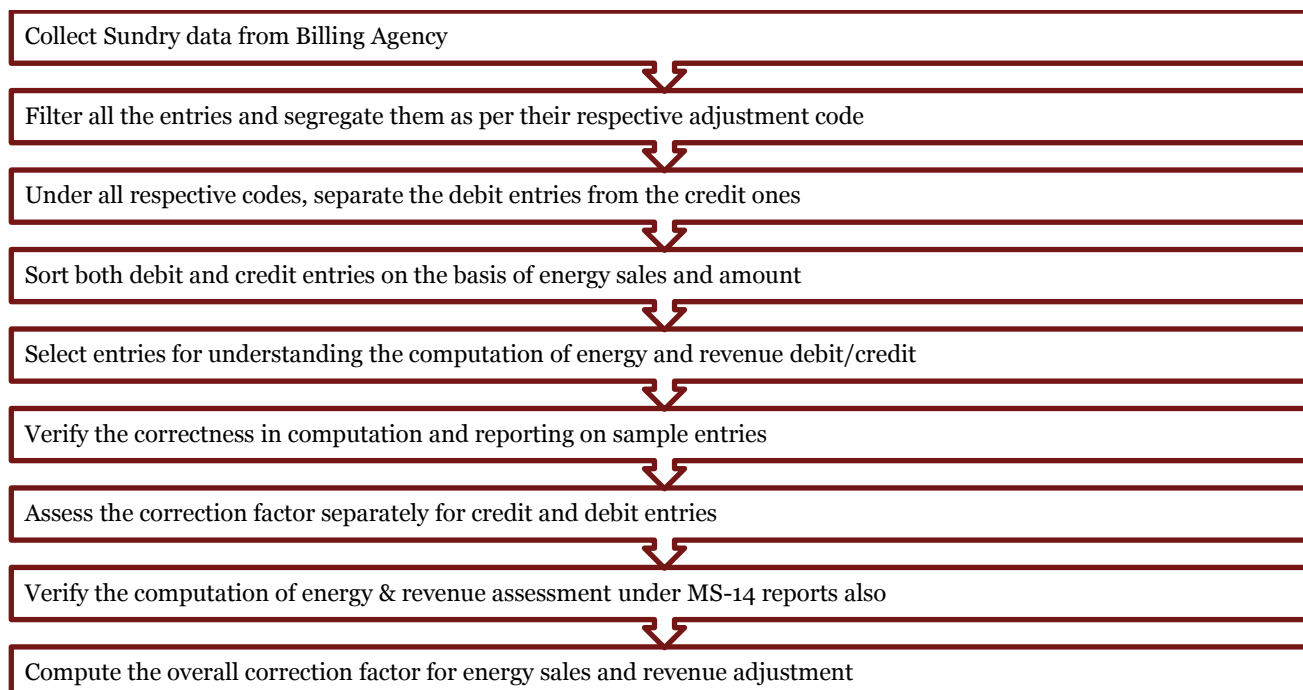 Collect Sundry data from Billing Agency
Filter all the entries and segregate them as per their respective adjustment code
Under all respective codes, separate the debit entries from the credit ones
Sort both debit and credit entries on the basis of energy sales and amount
Select entries for understanding the computation of energy and revenue debit/credit
Verify the correctness in computation and reporting on sample entries
Assess the correction factor separately for credit and debit entries
Verify the computation of energy & revenue assessment under MS-14 reports also
Compute the overall correction factor for energy sales and revenue adjustment